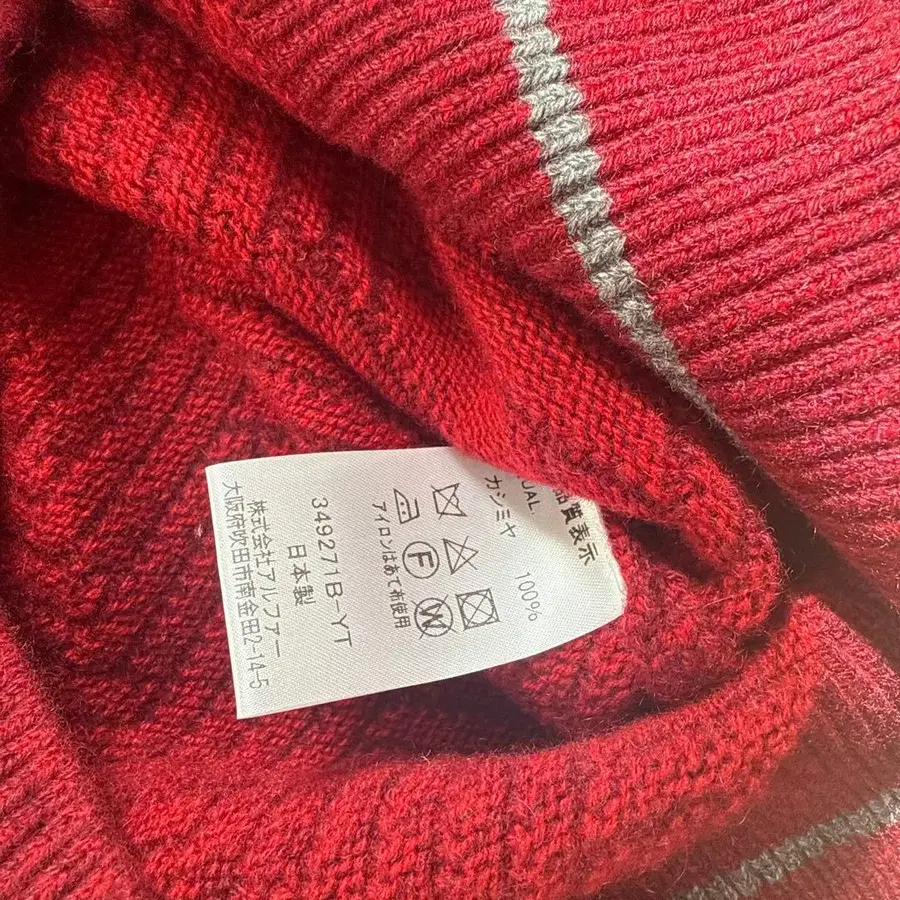 品質表示
UAL.
カシミヤ 100%
F W
アイロンはあて布使用
349271B-YT
日本製
株式会社アルファー
大阪府吹田市南金田2-14-5